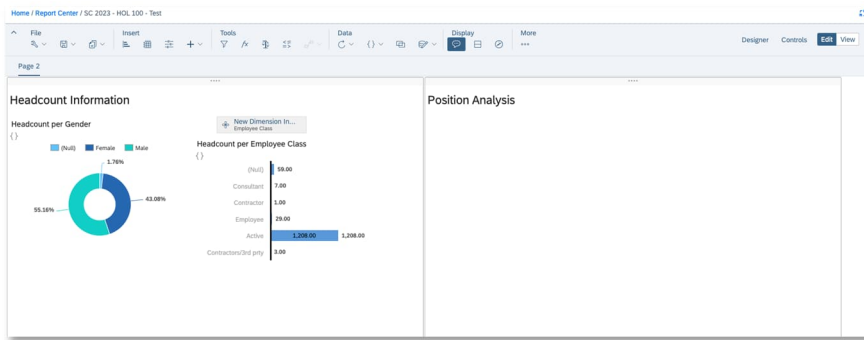 Home / Report Center / SC 2023 - HOL 100 - Test
File Insert Tools Data Display More
Designer Controls Edit View
Page 2
Headcount Information
Position Analysis
Headcount per Gender
(Null) Female Male
1.76%
43.08%
55.16%
New Dimension In...
Employee Class
Headcount per Employee Class
(Null) 59.00
Consultant 7.00
Contractor 1.00
Employee 29.00
Active 1,208.00 1,208.00
Contractors/3rd prty 3.00